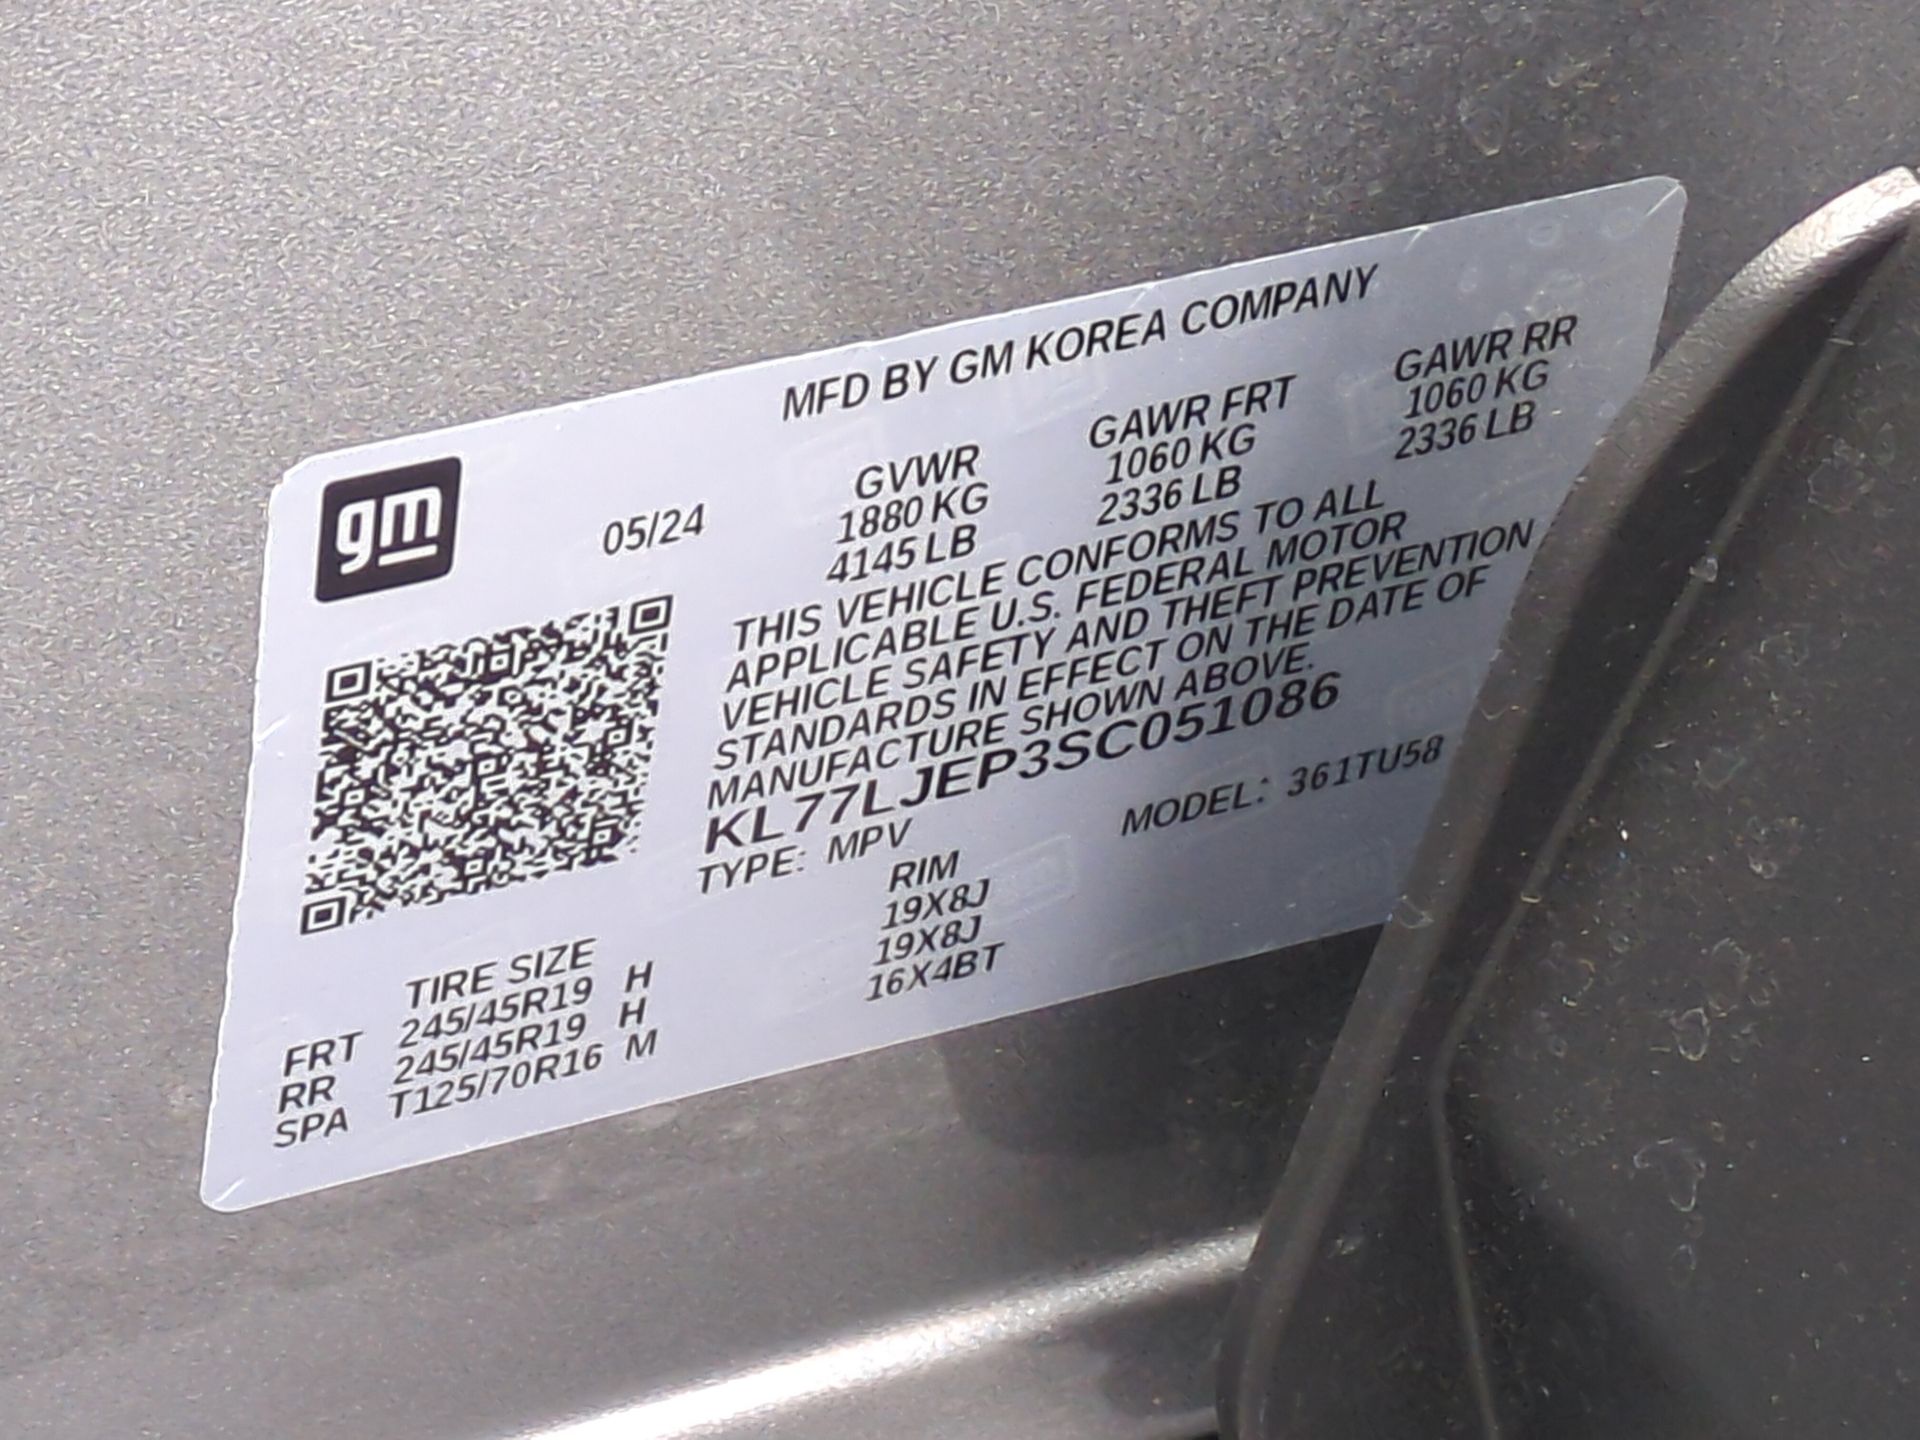 MFD BY GM KOREA COMPANY
gm
05/24
GVWR GAWR FRT GAWR RR
1880 KG 1060 KG 1060 KG
4145 LB 2336 LB 2336 LB
THIS VEHICLE CONFORMS TO ALL
APPLICABLE U.S. FEDERAL MOTOR
VEHICLE SAFETY AND THEFT PREVENTION
STANDARDS IN EFFECT ON THE DATE OF
MANUFACTURE SHOWN ABOVE.
KL77LJEP3SC051086
TYPE: MPV MODEL: 361TU58
TIRE SIZE RIM
FRT 245/45R19 H 19X8J
RR 245/45R19 H 19X8J
SPA T125/70R16 M 16X4BT